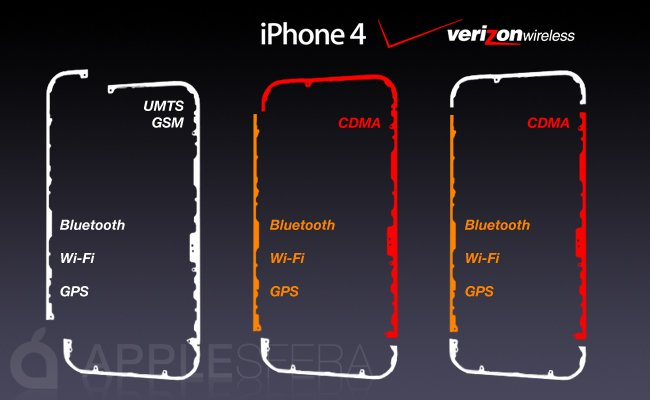 iPhone 4 verizonwireless
UMTS
GSM
Bluetooth
Wi-Fi
GPS
CDMA
Bluetooth
Wi-Fi
GPS
CDMA
Bluetooth
Wi-Fi
GPS
APPLESFERA